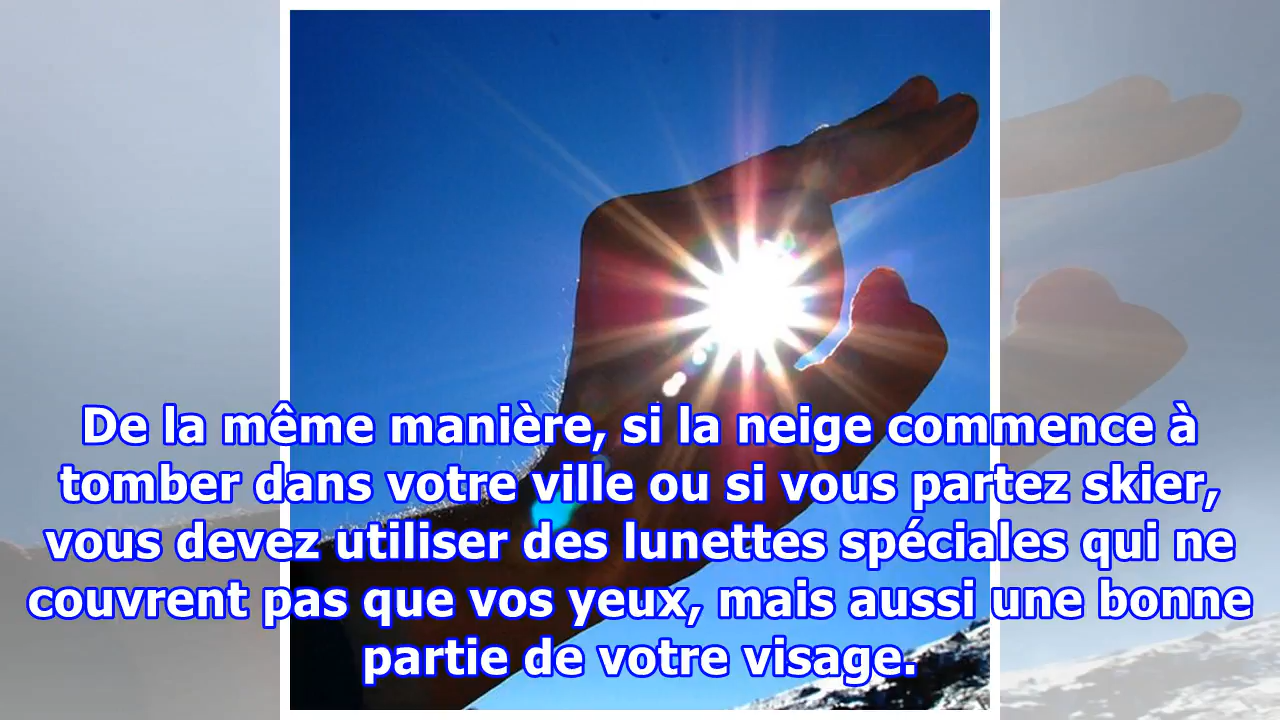 De la même manière, si la neige commence à
tomber dans votre ville ou si vous partez skier,
vous devez utiliser des lunettes spéciales qui ne
couvrent pas que vos yeux, mais aussi une bonne
partie de votre visage.